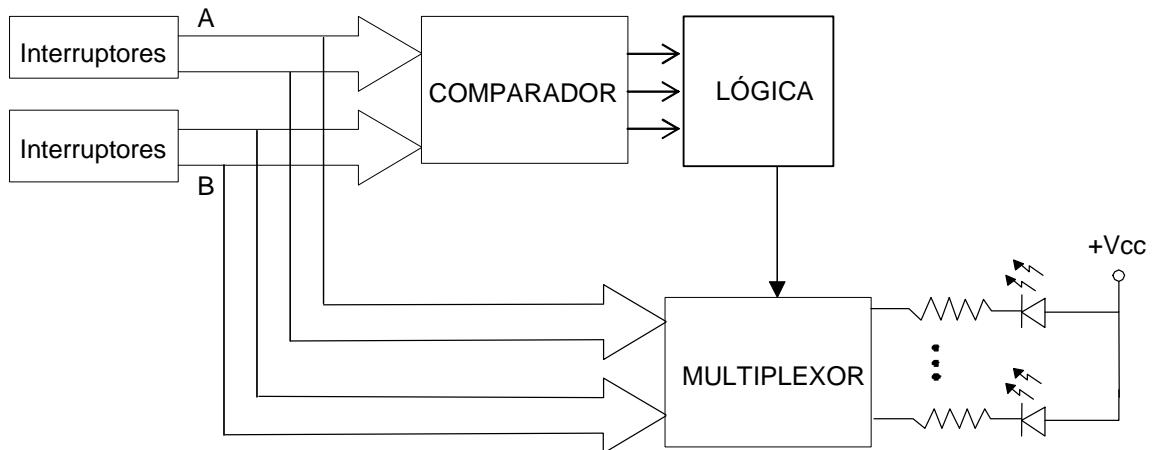 A
Interruptores
COMPARADOR
LÓGICA
Interruptores
B
+Vcc
MULTIPLEXOR